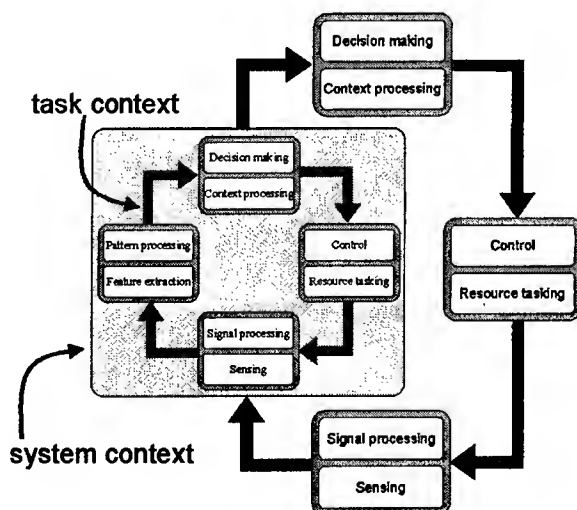 Decision making
Context processing
task context
Decision making
Context processing
Pattern processing
Feature extraction
Control
Resource tasking
Control
Resource tasking
Signal processing
Sensing
system context
Signal processing
Sensing